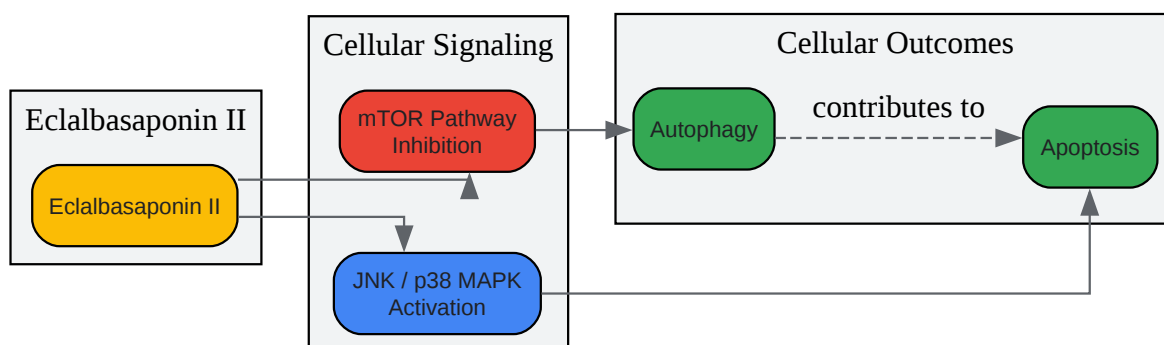 Eclalbasaponin II
Eclalbasaponin II
Cellular Signaling
mTOR Pathway
Inhibition
JNK / p38 MAPK
Activation
Cellular Outcomes
Autophagy
contributes to
Apoptosis